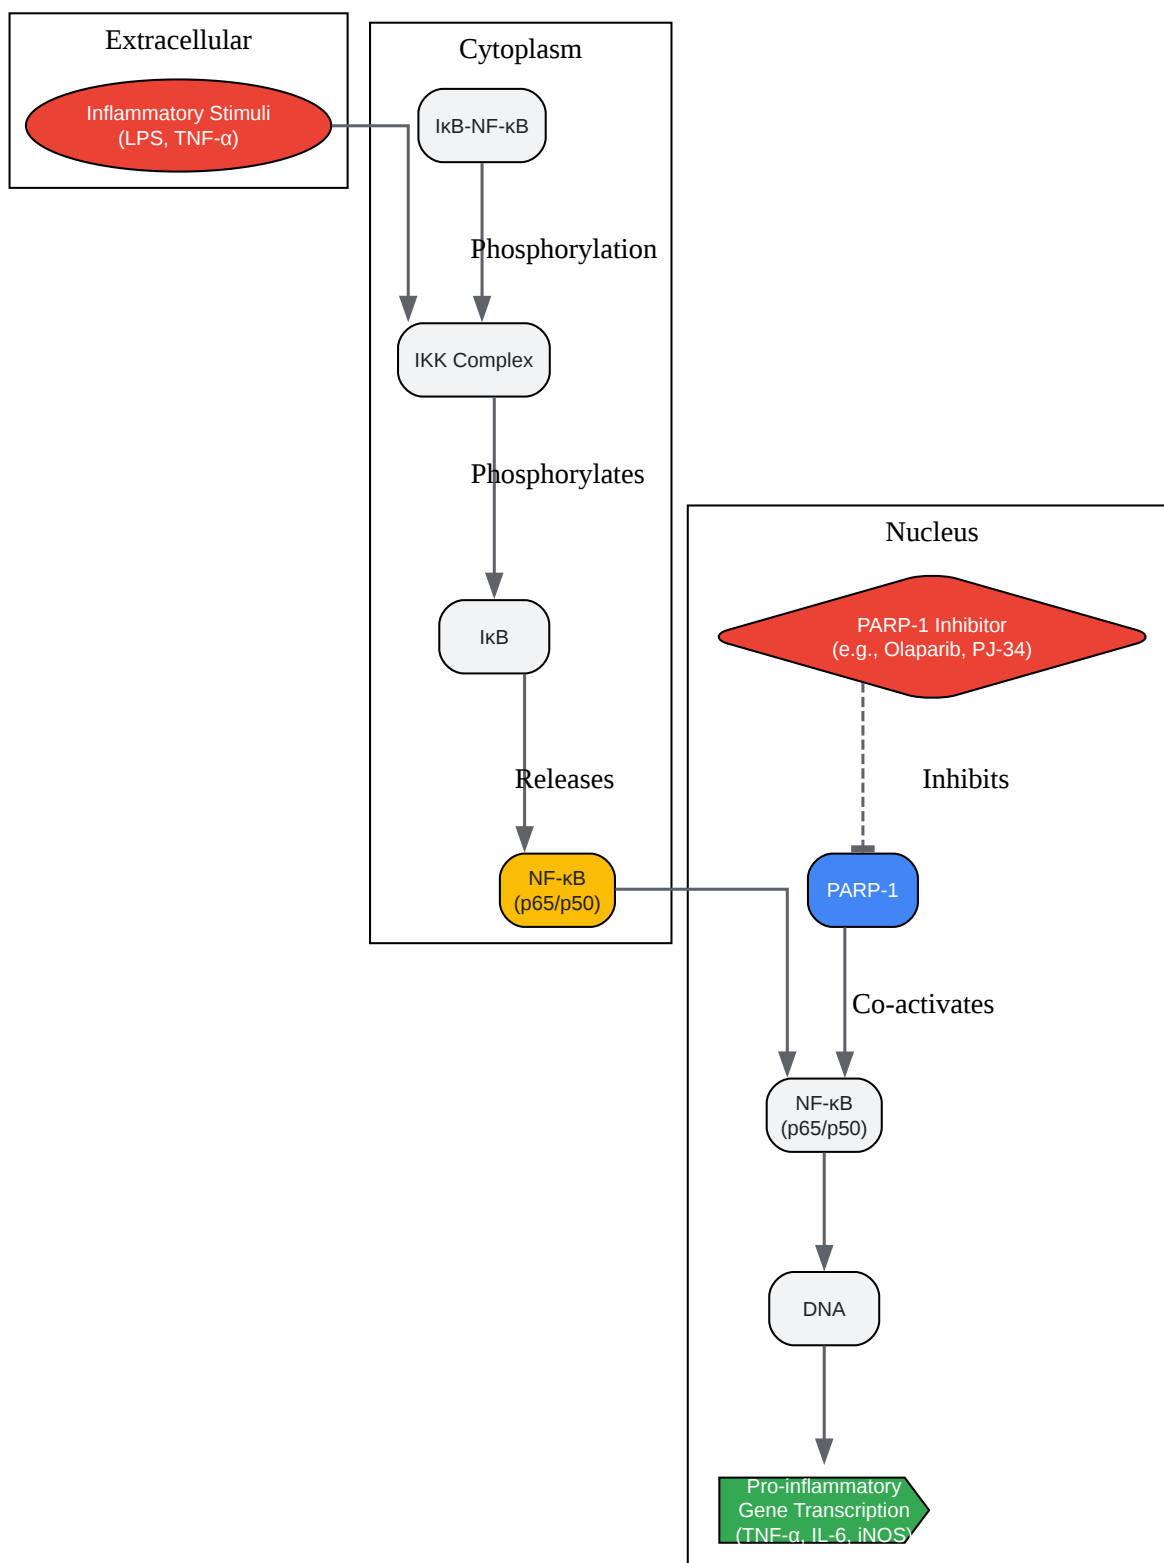 Extracellular
Inflammatory Stimuli
(LPS, TNF-α)
Cytoplasm
IκB-NF-κB
Phosphorylation
IKK Complex
Phosphorylates
IκB
Releases
NF-κB
(p65/p50)
Nucleus
PARP-1 Inhibitor
(e.g., Olaparib, PJ-34)
Inhibits
PARP-1
Co-activates
NF-κB
(p65/p50)
DNA
Pro-inflammatory
Gene Transcription
(TNF-α, IL-6, iNOS)